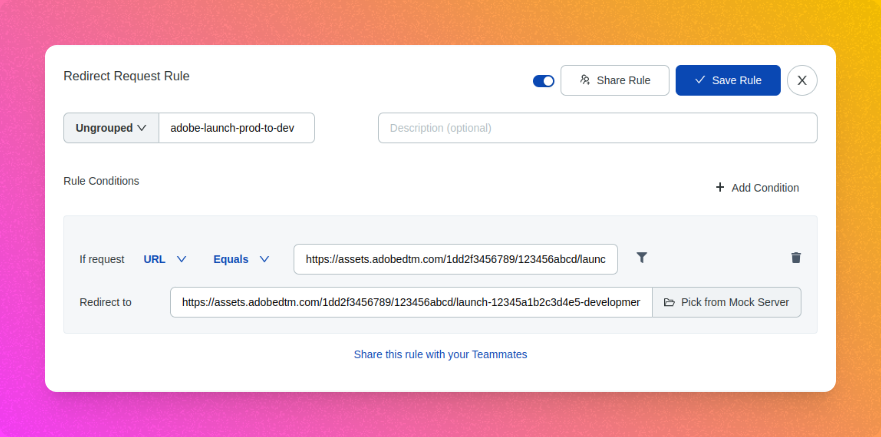 Redirect Request Rule
Share Rule
Save Rule
Ungrouped
adobe-launch-prod-to-dev
Description (optional)
Rule Conditions
Add Condition
If request URL Equals https://assets.adobedtm.com/1dd2f3456789/123456abcd/launc
Redirect to https://assets.adobedtm.com/1dd2f3456789/123456abcd/launch-12345a1b2c3d4e5-developmer Pick from Mock Server
Share this rule with your Teammates